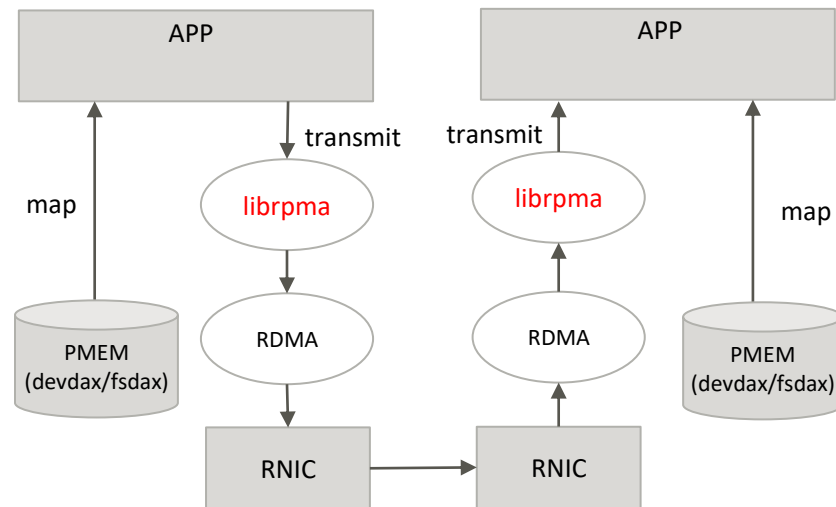 APP
APP
transmit
transmit
librpma
librpma
map
map
RDMA
RDMA
PMEM
(devdax/fsdax)
PMEM
(devdax/fsdax)
RNIC
RNIC